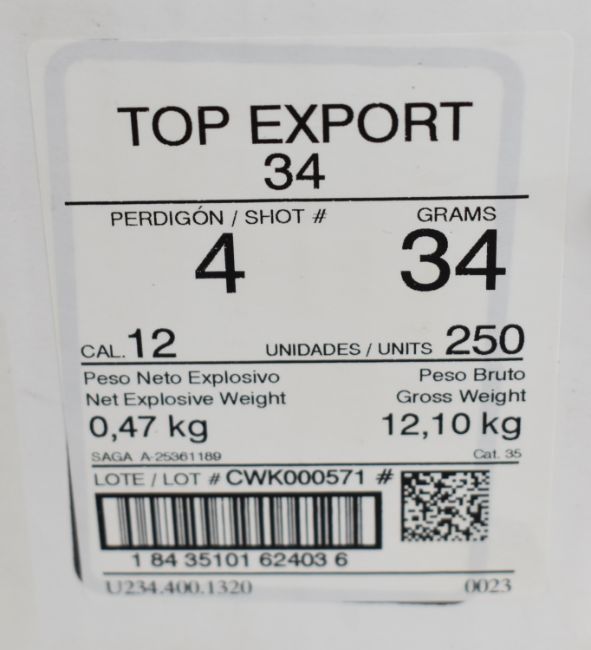 TOP EXPORT
34
PERDIGÓN / SHOT # GRAMS
4 34
CAL. 12 UNIDADES / UNITS 250
Peso Neto Explosivo Peso Bruto
Net Explosive Weight Gross Weight
0,47 kg 12,10 kg
SAGA A-25361189 Cat. 35
LOTE / LOT # CWK000571 #
1 84 35101 62403 6
U234.400.1320 0023